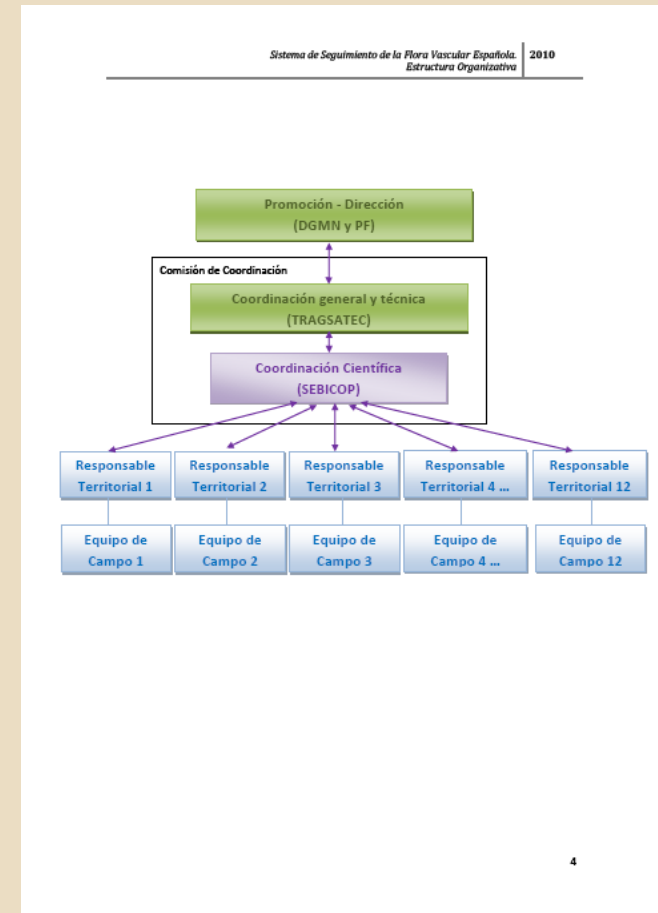 Sistema de Seguimiento de la Flora Vascular Española. 2010
Estructura Organizativa
Promoción - Dirección
(DGMN y PF)
Comisión de Coordinación
Coordinación general y técnica
(TRAGSATEC)
Coordinación Científica
(SEBICOP)
Responsable
Territorial 1
Responsable
Territorial 2
Responsable
Territorial 3
Responsable
Territorial 4 ...
Responsable
Territorial 12
Equipo de
Campo 1
Equipo de
Campo 2
Equipo de
Campo 3
Equipo de
Campo 4 ...
Equipo de
Campo 12
4